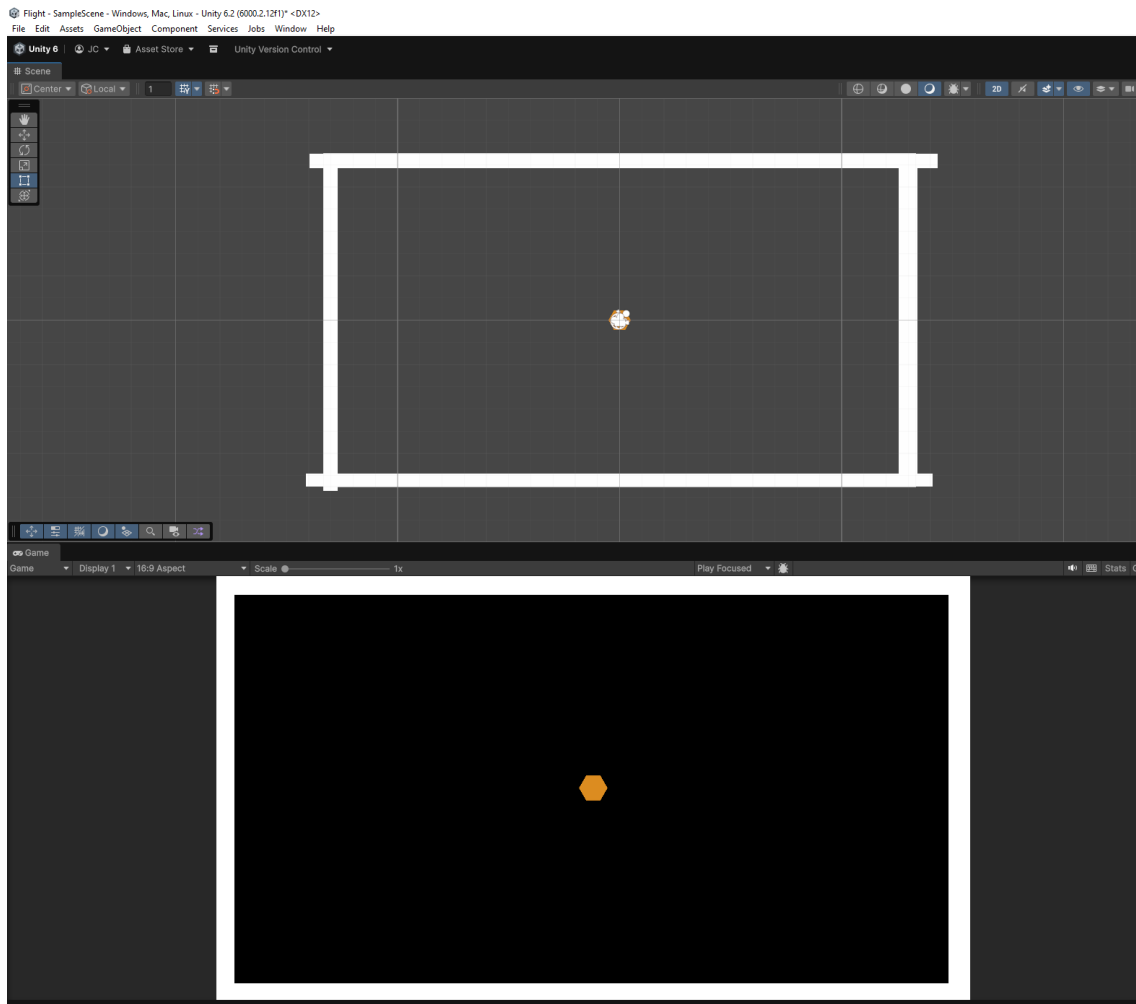 Flight - SampleScene - Windows, Mac, Linux - Unity 6.2 (6000.2.12f1)* <DX12>
File Edit Assets GameObject Component Services Jobs Window Help
Unity 6 JC Asset Store Unity Version Control
Scene
Center Local 1 2D
Game
Game Display 1 16:9 Aspect Scale 1x Play Focused Stats